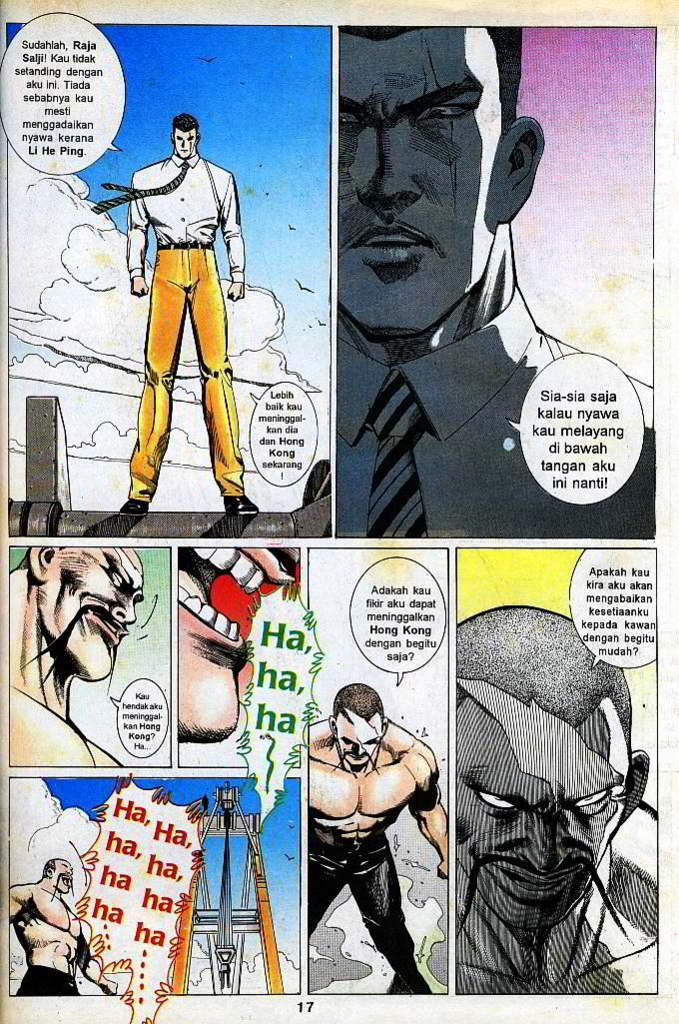 Sudahlah, Raja
Salji! Kau tidak
setanding dengan
aku ini. Tiada
sebabnya kau
mesti
menggadaikan
nyawa kerana
Li He Ping.
Lebih
baik kau
meninggal-
kan dia
dan Hong
Kong
sekarang
!
Sia-sia saja
kalau nyawa
kau melayang
di bawah
tangan aku
ini nanti!
Kau
hendak aku
meninggal-
kan Hong
Kong?
Ha...
Ha,
ha,
ha
Ha, Ha,
ha, ha,
ha ha
ha ha
Adakah kau
fikir aku dapat
meninggalkan
Hong Kong
dengan begitu
saja?
Apakah kau
kira aku akan
mengabaikan
kesetiaanku
kepada kawan
dengan begitu
mudah?
17